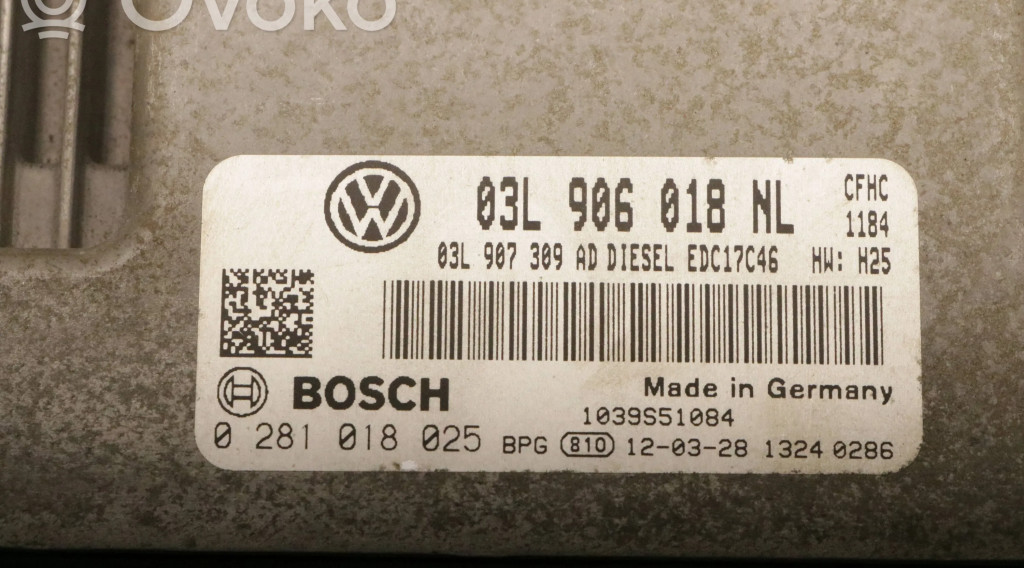 OVOKO
03L 906 018 NL
CFHC
1184
03L 907 309 AD DIESEL EDC17C46 HW: H25
BOSCH
Made in Germany
1039S51084
0 281 018 025 BPG 810 12-03-28 1324 0286